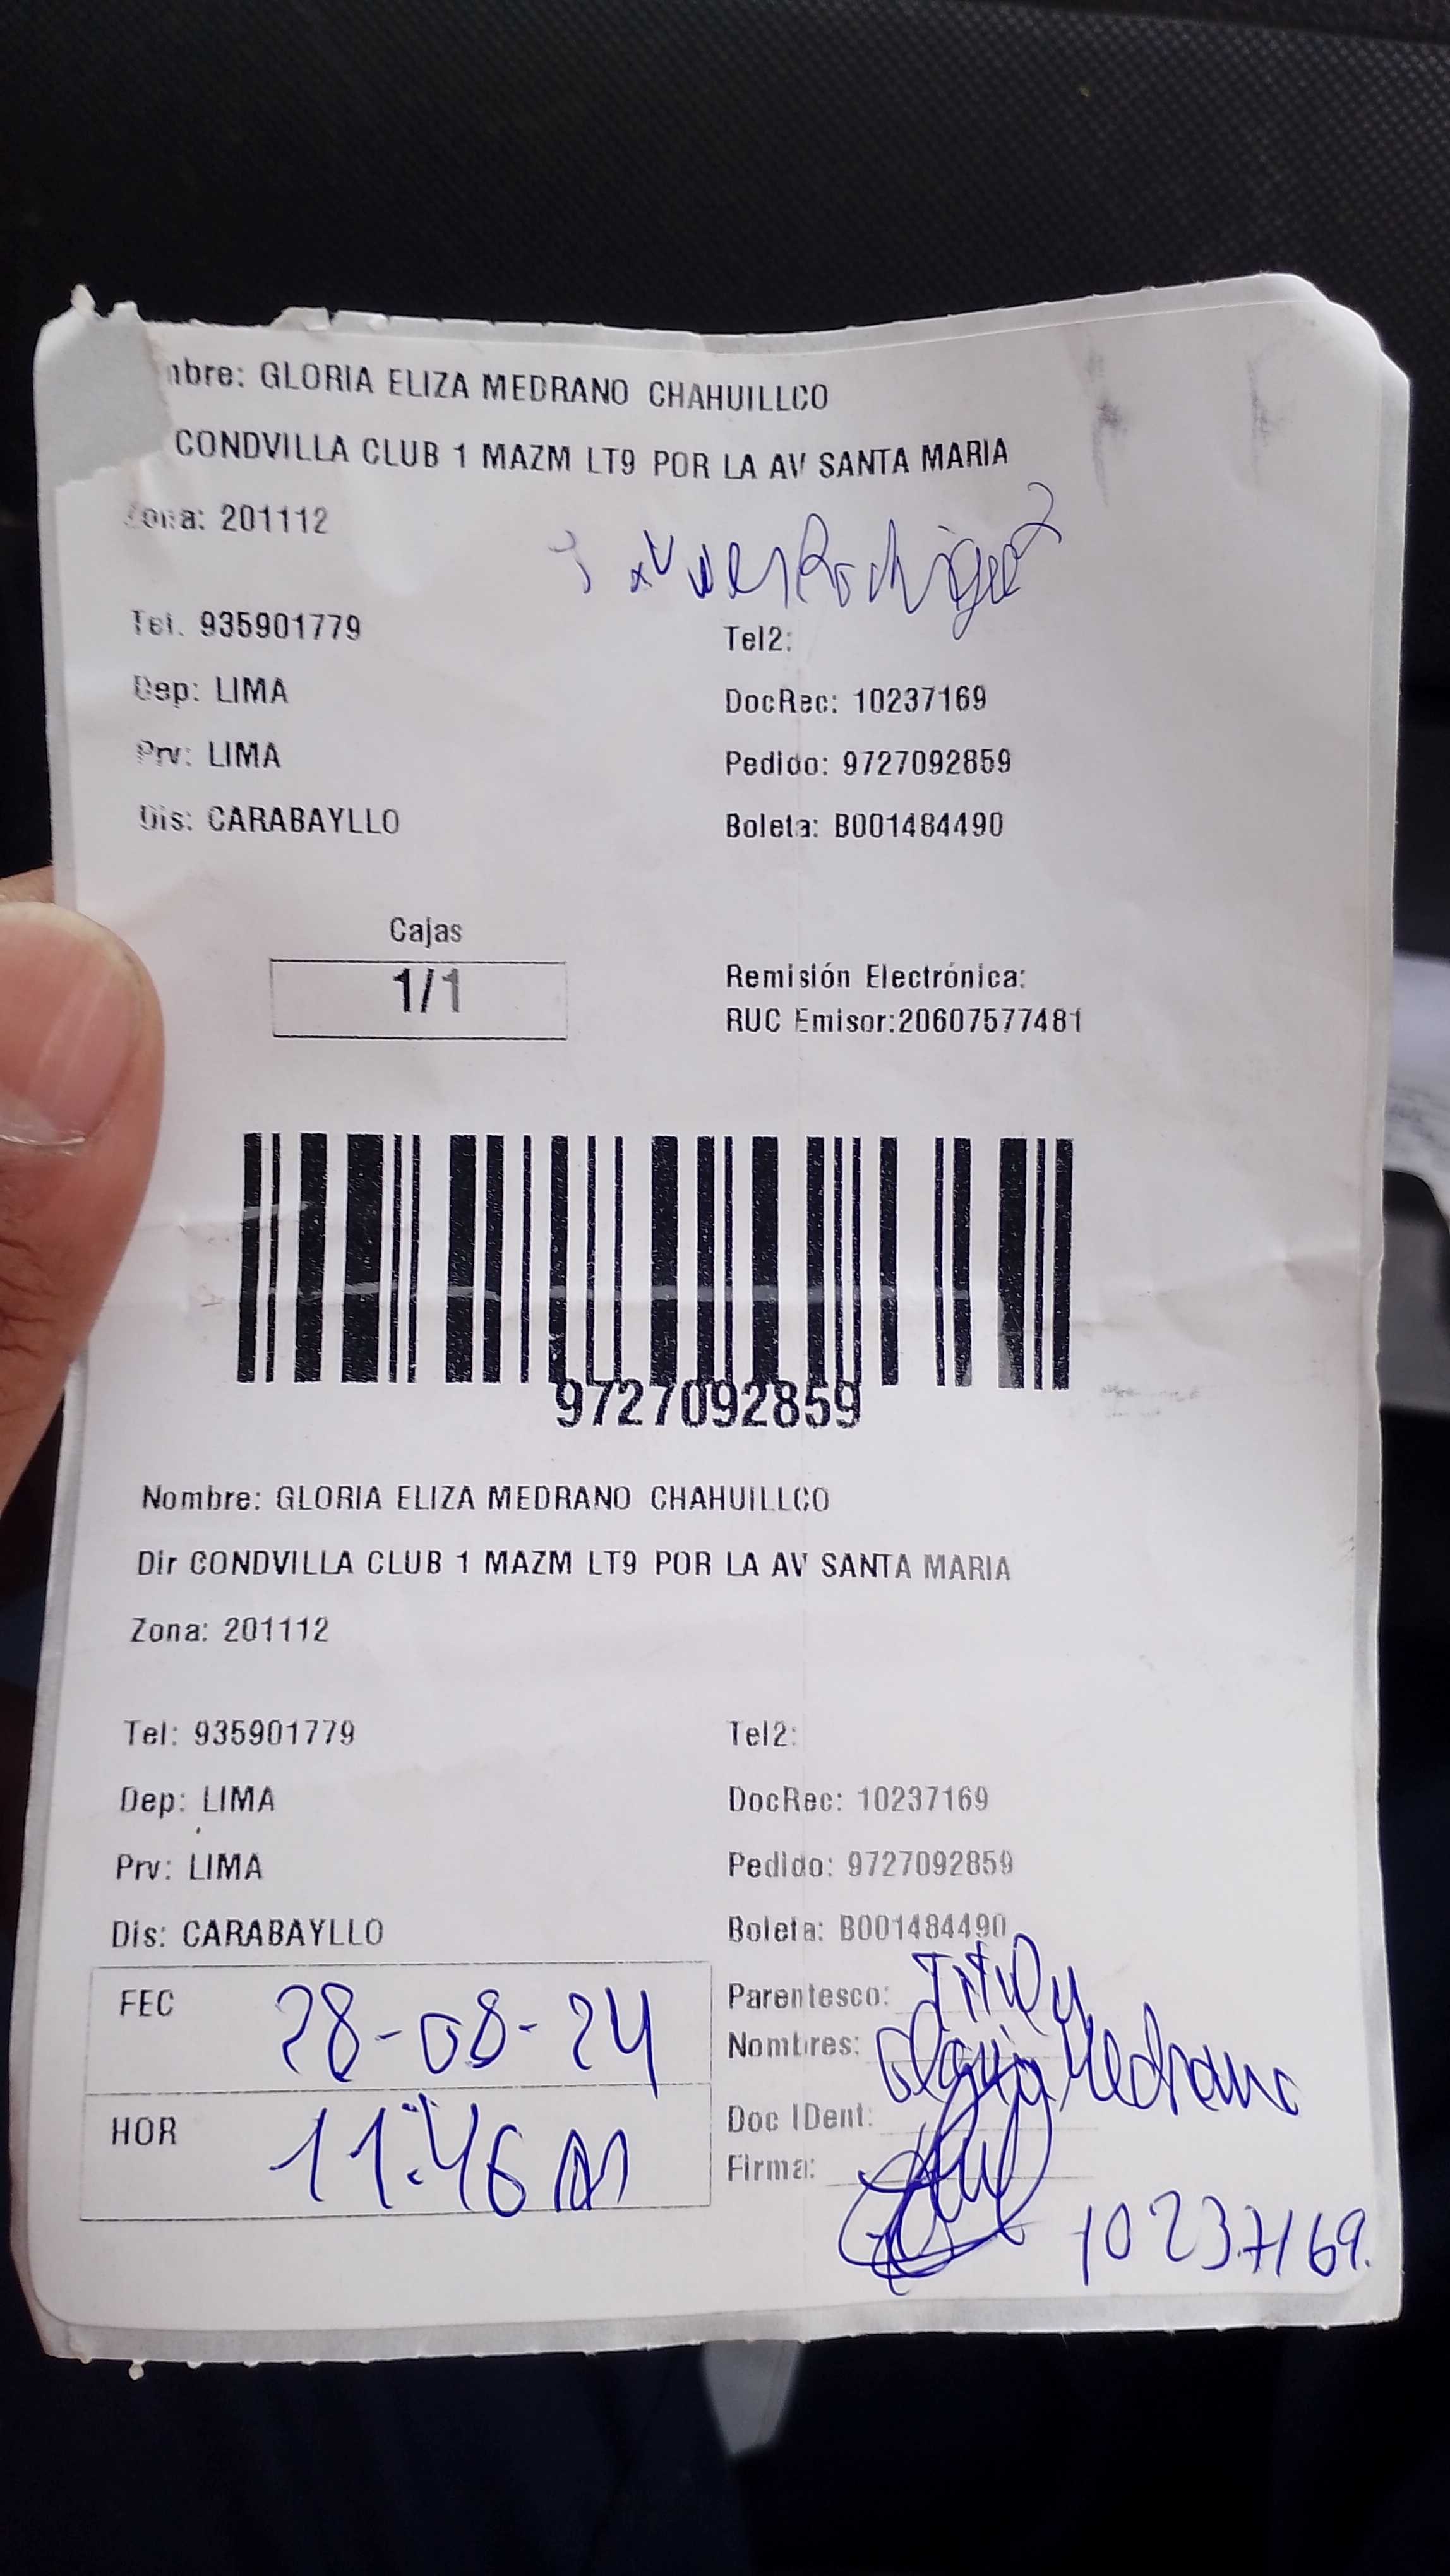 nbre: GLORIA ELIZA MEDRANO CHAHUILLCO
CONDVILLA CLUB 1 MAZM LT9 POR LA AV SANTA MARIA
Zona: 201112
Rodriguez
Tel. 935901779 Tel2:
Dep: LIMA DocRec: 10237169
Prv: LIMA Pedido: 9727092859
Dis: CARABAYLLO Boleta: B001484490
Cajas
1/1
Remisión Electrónica:
RUC Emisor:20607577481
9727092859
Nombre: GLORIA ELIZA MEDRANO CHAHUILLCO
Dir CONDVILLA CLUB 1 MAZM LT9 POR LA AV SANTA MARIA
Zona: 201112
Tel: 935901779 Tel2:
Dep: LIMA DocRec: 10237169
Prv: LIMA Pedido: 9727092859
Dis: CARABAYLLO Boleta: B001484490
FEC 28-08-24
HOR 11:46 am
Parentesco:
Nombres: Gloria Medrano
Doc IDent:
Firma:
10237169.